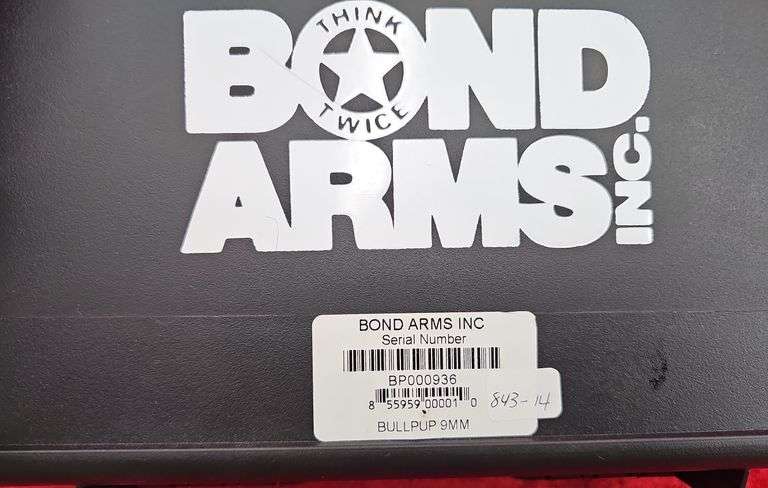 THINK
TWICE
BOND
ARMS INC.
BOND ARMS INC
Serial Number
BP000936
8 55959 00001 0
843-14
BULLPUP 9MM